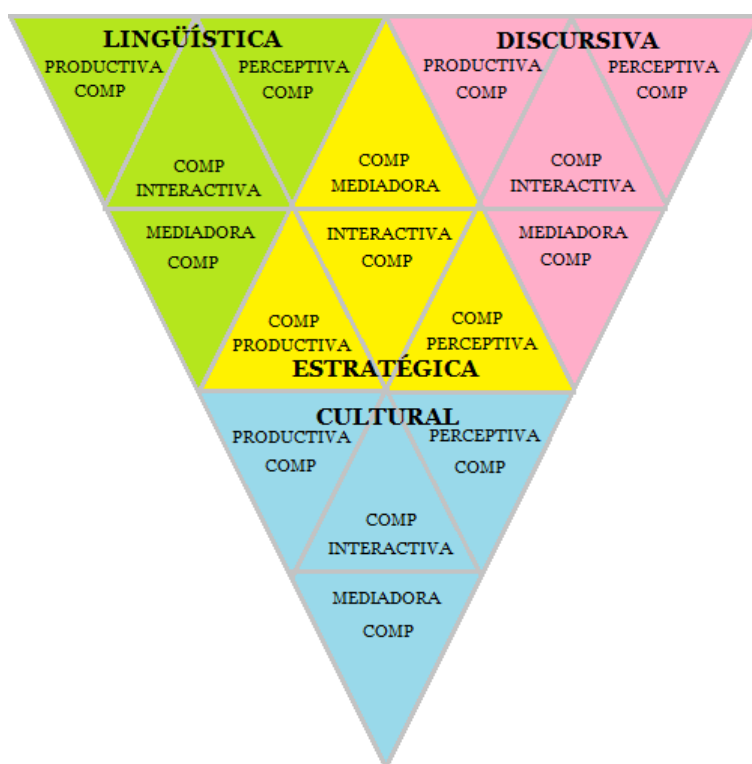 LINGÜÍSTICA
PRODUCTIVA
COMP
PERCEPTIVA
COMP
COMP
INTERACTIVA
MEDIADORA
COMP
COMP
MEDIADORA
DISCURSIVA
PRODUCTIVA
COMP
PERCEPTIVA
COMP
COMP
INTERACTIVA
MEDIADORA
COMP
INTERACTIVA
COMP
COMP
PRODUCTIVA
COMP
PERCEPTIVA
ESTRATÉGICA
CULTURAL
PRODUCTIVA
COMP
PERCEPTIVA
COMP
COMP
INTERACTIVA
MEDIADORA
COMP